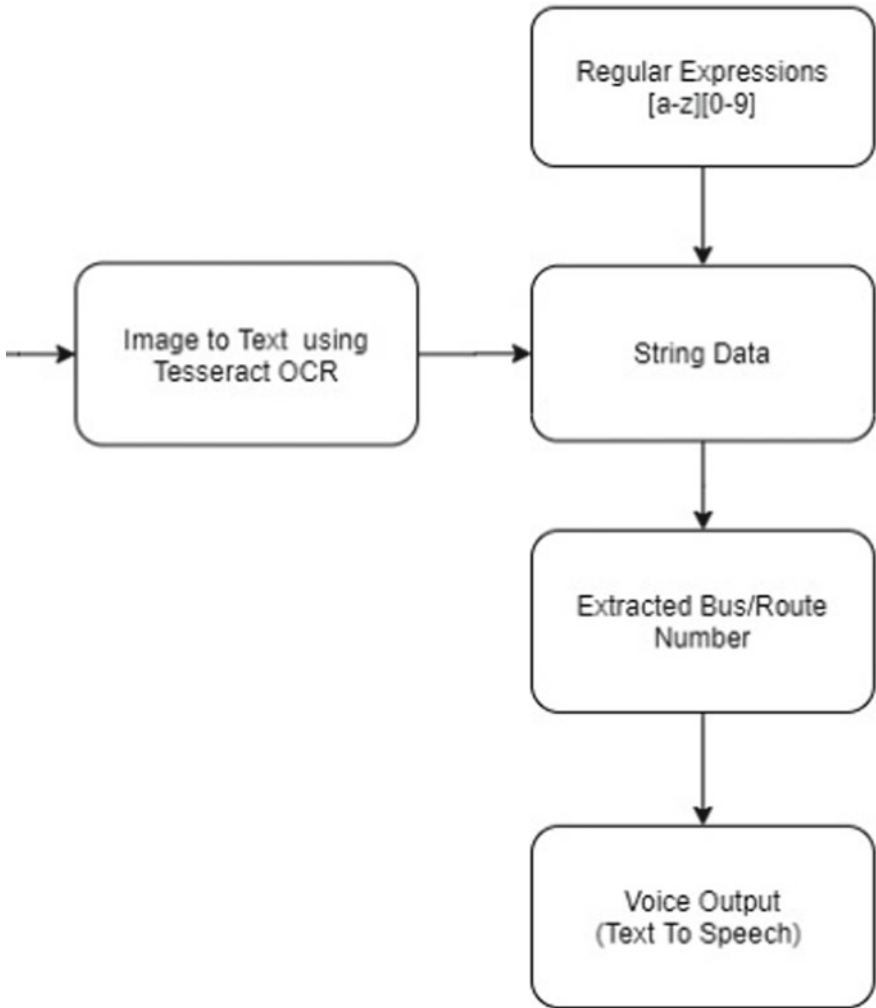 Regular Expressions
[a-z][0-9]
Image to Text using
Tesseract OCR
String Data
Extracted Bus/Route
Number
Voice Output
(Text To Speech)